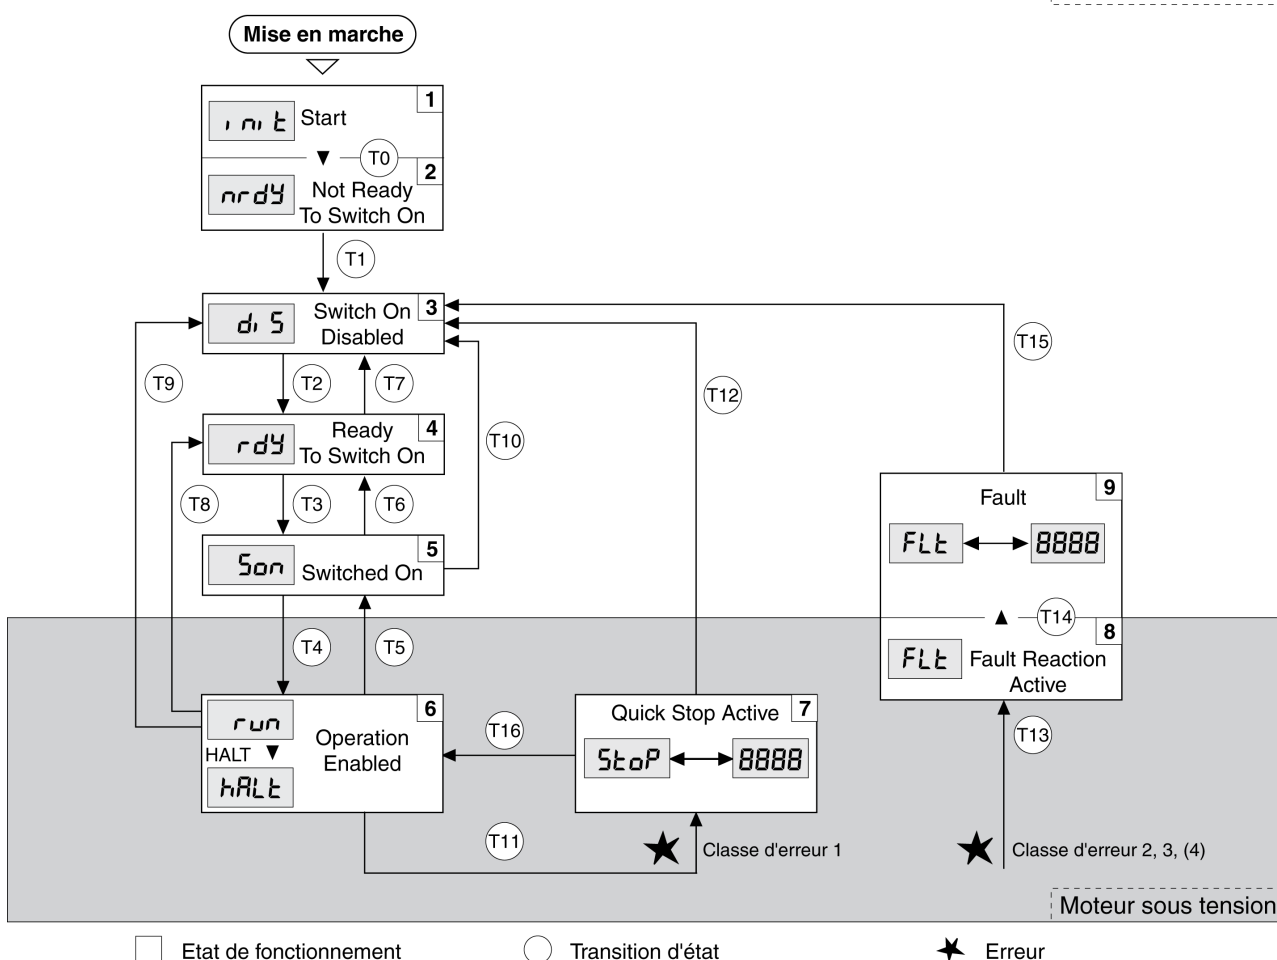 Mise en marche
1
init Start
T0
2
nrdy Not Ready
To Switch On
T1
diS Switch On 3
Disabled
T15
T9
T2
T7
T12
rdy Ready 4
To Switch On
T10
T8
T3
T6
9
Fault
FLt 8888
Son Switched On 5
T14
8
FLt Fault Reaction
Active
T4
T5
6
run
HALT
hALt
Operation
Enabled
T16
Quick Stop Active 7
StoP 8888
T13
T11
Classe d'erreur 1
Classe d'erreur 2, 3, (4)
Moteur sous tension
Etat de fonctionnement
Transition d'état
Erreur